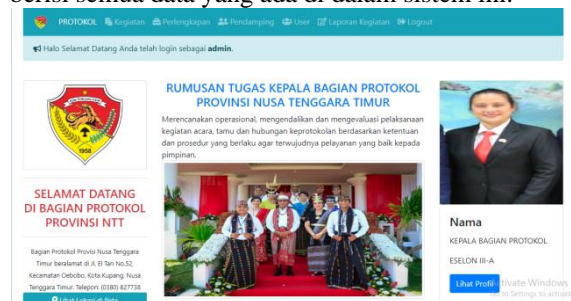 berisi semua data yang ada di dalam sistem ini.
PROTOKOL Kegiatan Perlengkapan Pendamping User Laporan Kegiatan Logout
Halo Selamat Datang Anda telah login sebagai admin.
1958
SELAMAT DATANG
DI BAGIAN PROTOKOL
PROVINSI NTT
Bagian Protokol Provisi Nusa Tenggara
Timur beralamat di Jl. El Tari No.52,
Kecamatan Oebobo, Kota Kupang, Nusa
Tenggara Timur. Telepon: (0380) 827738
Lihat Lokasi di Peta
RUMUSAN TUGAS KEPALA BAGIAN PROTOKOL
PROVINSI NUSA TENGGARA TIMUR
Merencanakan operasional, mengendalikan dan mengevaluasi pelaksanaan
kegiatan acara, tamu dan hubungan keprotokolan berdasarkan ketentuan
dan prosedur yang berlaku agar terwujudnya pelayanan yang baik kepada
pimpinan.
Nama
KEPALA BAGIAN PROTOKOL
ESELON III-A
Lihat Profil
tivate Windows
to Settings to activa